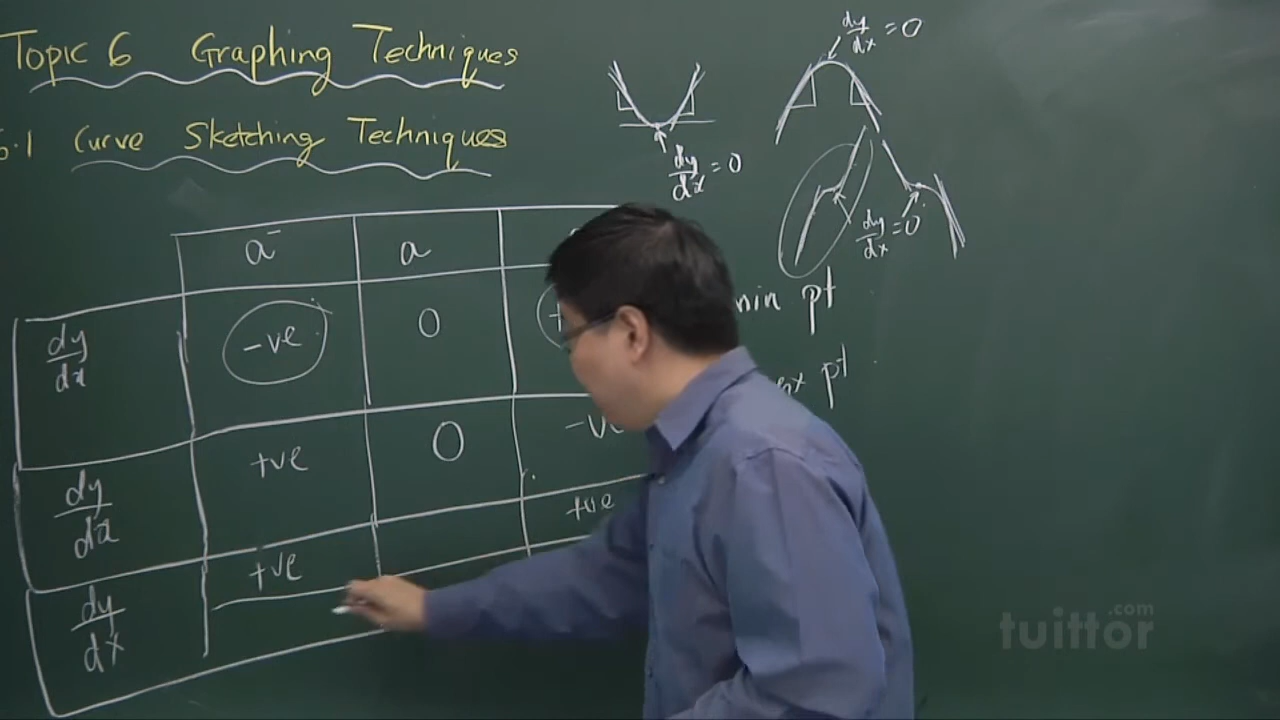 Topic 6 Graphing Techniques
6.1 Curve Sketching Techniques
dy/dx = 0
dy/dx = 0
dy/dx = 0
a⁻ a
dy/dx -ve 0 min pt
pt
dy/dx +ve 0 -ve
+ve
dy/dx +ve
tuittor.com